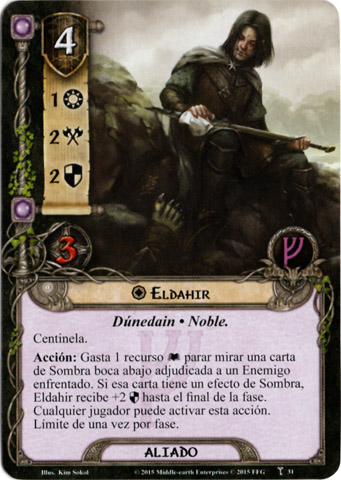 4
1
2
2
3
ELDAHIR
Dúnedain • Noble.
Centinela.
Acción: Gasta 1 recurso parar mirar una carta
de Sombra boca abajo adjudicada a un Enemigo
enfrentado. Si esa carta tiene un efecto de Sombra,
Eldahir recibe +2 hasta el final de la fase.
Cualquier jugador puede activar esta acción.
Límite de una vez por fase.
ALIADO
Illus. Kim Sokol © 2015 Middle-earth Enterprises © 2015 FFG 31